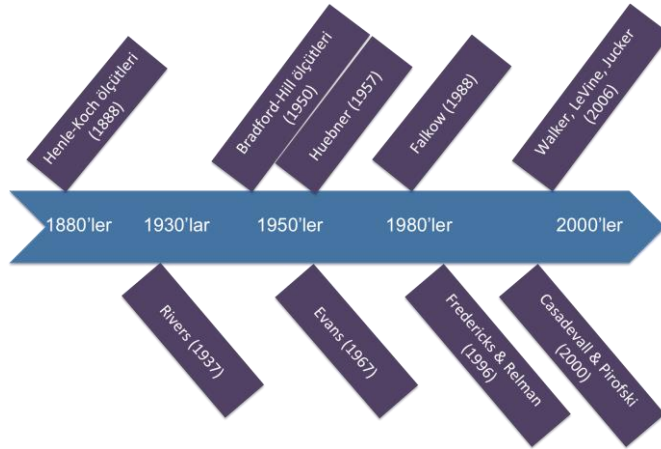 Henle-Koch ölçütleri
(1888)
Bradford-Hill ölçütleri
(1950)
Huebner (1957)
Falkow (1988)
Walker, LeVine, Jucker
(2006)
1880’ler
1930’lar
1950’ler
1980’ler
2000’ler
Rivers (1937)
Evans (1967)
Fredericks & Relman
(1996)
Casadevall & Pirofski
(2000)